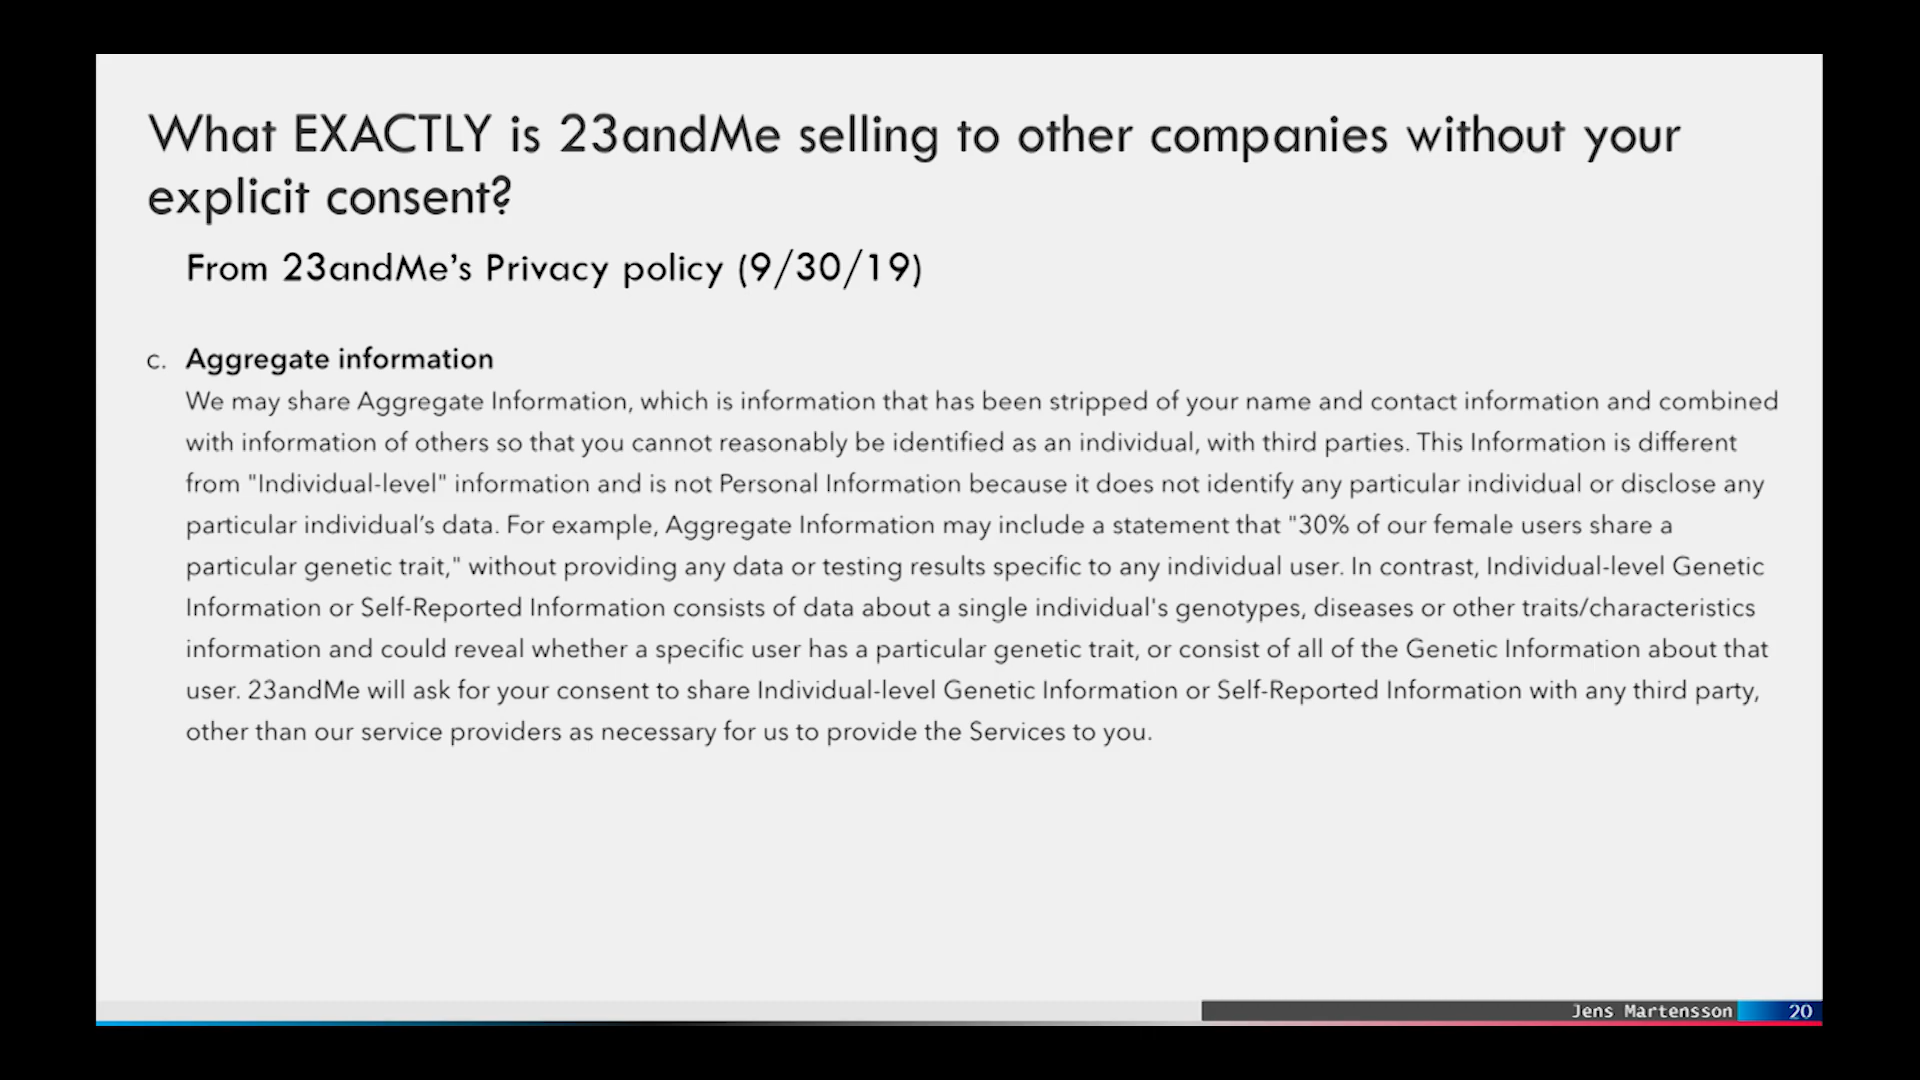 What EXACTLY is 23andMe selling to other companies without your
explicit consent?
From 23andMe’s Privacy policy (9/30/19)
c. Aggregate information
We may share Aggregate Information, which is information that has been stripped of your name and contact information and combined
with information of others so that you cannot reasonably be identified as an individual, with third parties. This Information is different
from "Individual-level" information and is not Personal Information because it does not identify any particular individual or disclose any
particular individual’s data. For example, Aggregate Information may include a statement that "30% of our female users share a
particular genetic trait," without providing any data or testing results specific to any individual user. In contrast, Individual-level Genetic
Information or Self-Reported Information consists of data about a single individual's genotypes, diseases or other traits/characteristics
information and could reveal whether a specific user has a particular genetic trait, or consist of all of the Genetic Information about that
user. 23andMe will ask for your consent to share Individual-level Genetic Information or Self-Reported Information with any third party,
other than our service providers as necessary for us to provide the Services to you.
Jens Martensson 20